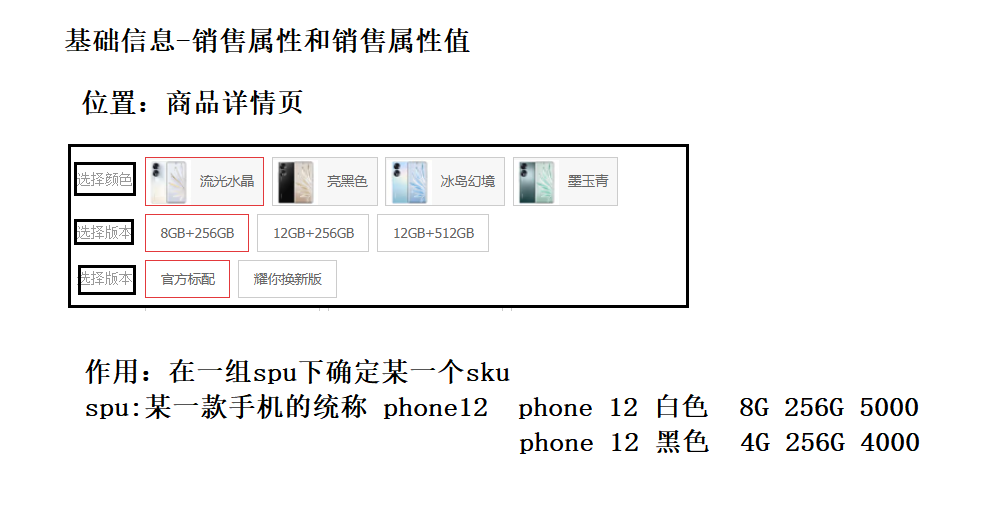 基础信息-销售属性和销售属性值
位置：商品详情页
选择颜色 流光水晶 亮黑色 冰岛幻境 墨玉青
选择版本 8GB+256GB 12GB+256GB 12GB+512GB
选择版本 官方标配 耀你换新版
作用：在一组spu下确定某一个sku
spu:某一款手机的统称 phone12 phone 12 白色 8G 256G 5000
phone 12 黑色 4G 256G 4000